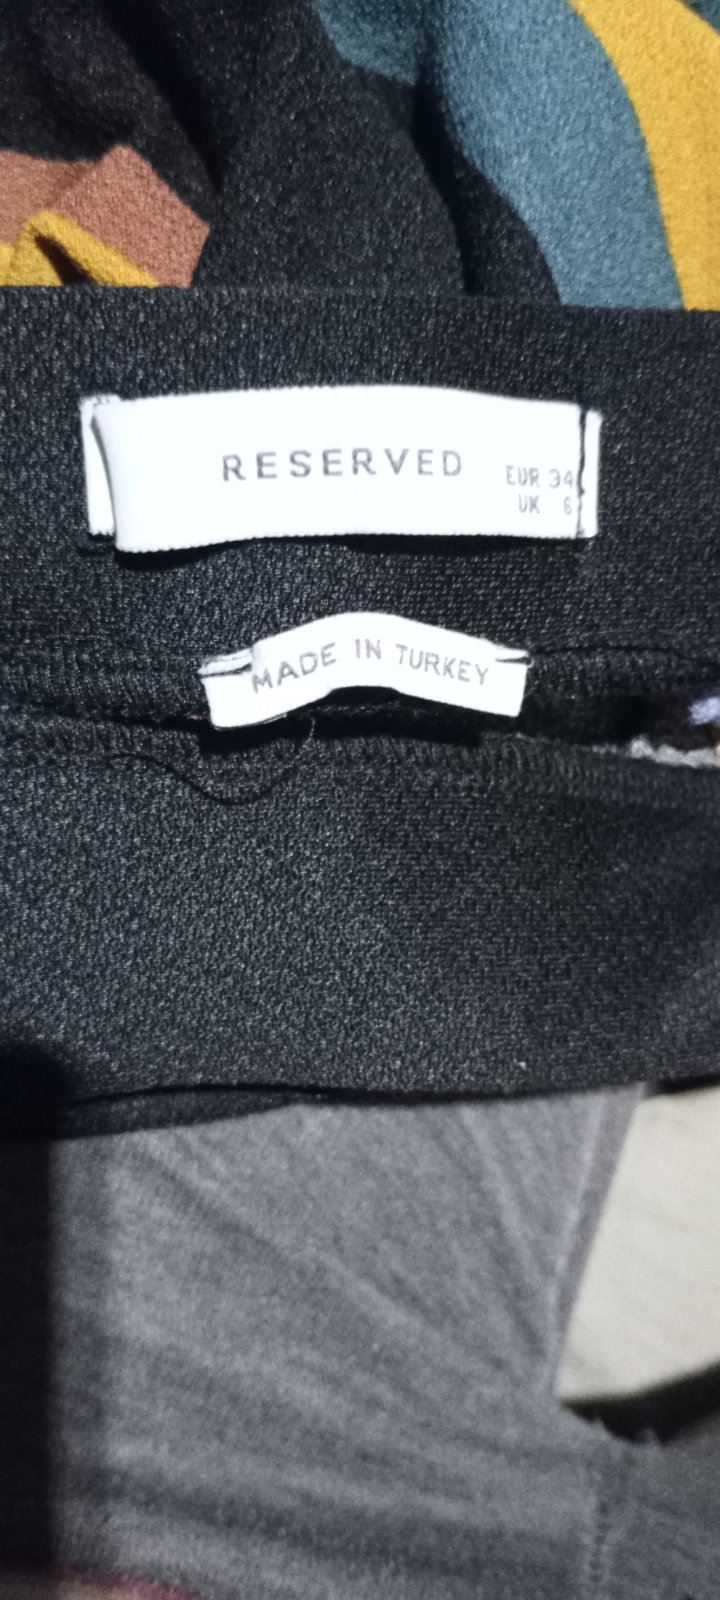 RESERVED
EUR 34
UK 6
MADE IN TURKEY